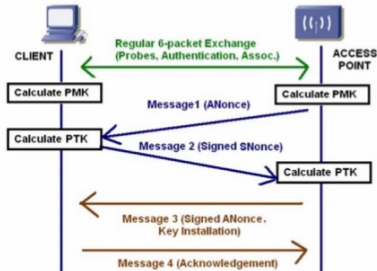 CLIENT
ACCESS
POINT
Regular 6-packet Exchange
(Probes, Authentication, Assoc.)
Calculate PMK
Calculate PMK
Message1 (ANonce)
Calculate PTK
Message 2 (Signed SNonce)
Calculate PTK
Message 3 (Signed ANonce.
Key Installation)
Message 4 (Acknowledgement)